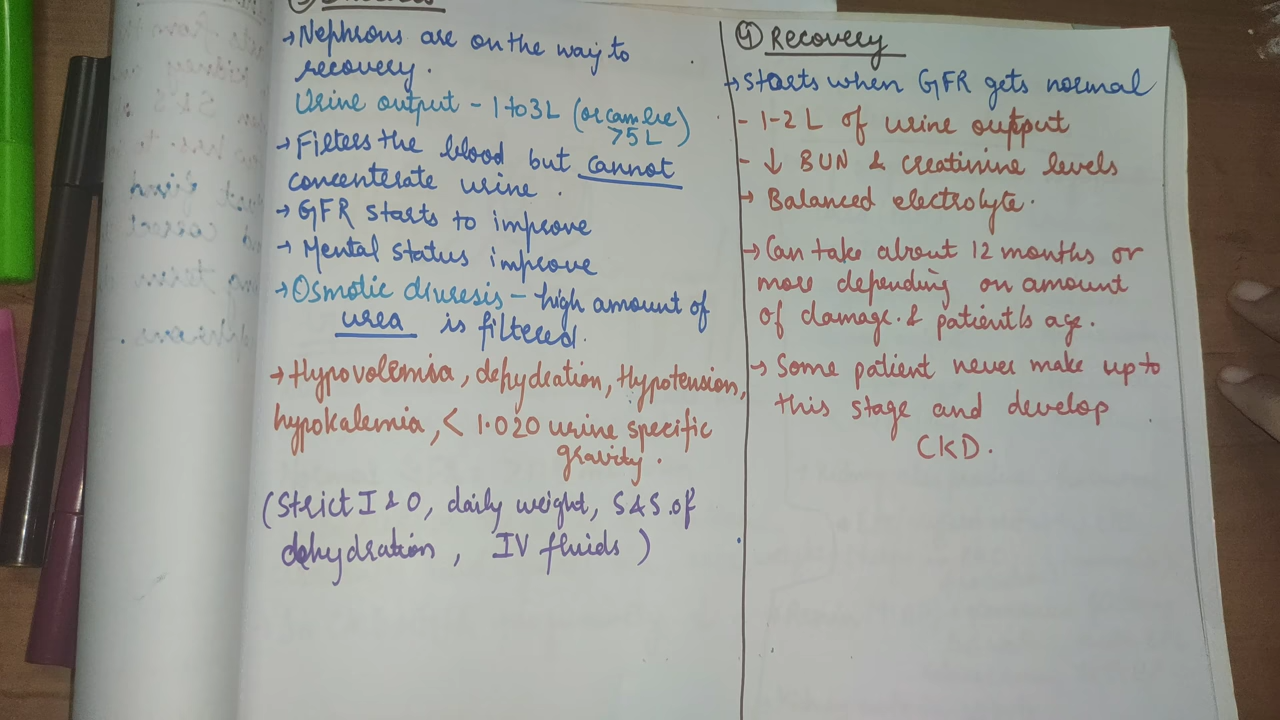 → Nephrons are on the way to
recovery.
Urine output - 1 to 3L (or can be
>5L)
→ Filters the blood but cannot
concenterate urine.
→ GFR starts to improve
→ Mental status improve
→ Osmotic diuresis - high amount of
urea is filtered.
→ Hypovolemia, dehydration, Hypotension,
hypokalemia, < 1.020 urine specific
gravity.
(Strict I & O, daily weight, S&S of
dehydration, IV fluids)
④ Recovery
→ starts when GFR gets normal
- 1-2 L of urine output
- ↓ BUN & creatinine levels
→ Balanced electrolyte.
→ Can take about 12 months or
more depending on amount
of damage. & patient's age.
→ Some patient never make up to
this stage and develop
CKD.